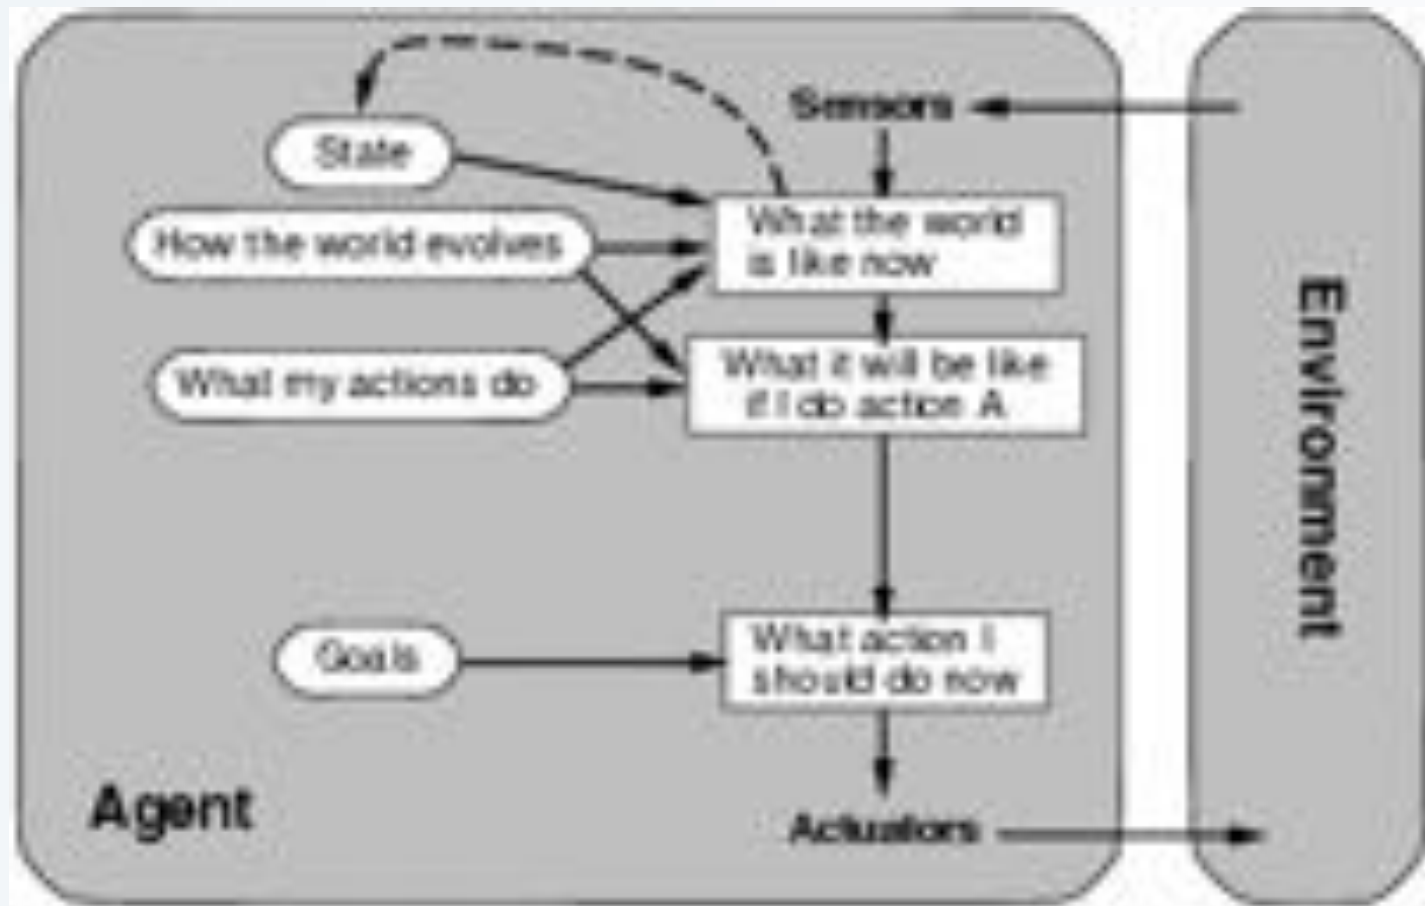 Sensors
State
What the world
is like now
How the world evolves
What it will be like
if I do action A
What my actions do
Environment
What action I
should do now
Goals
Agent
Actuators